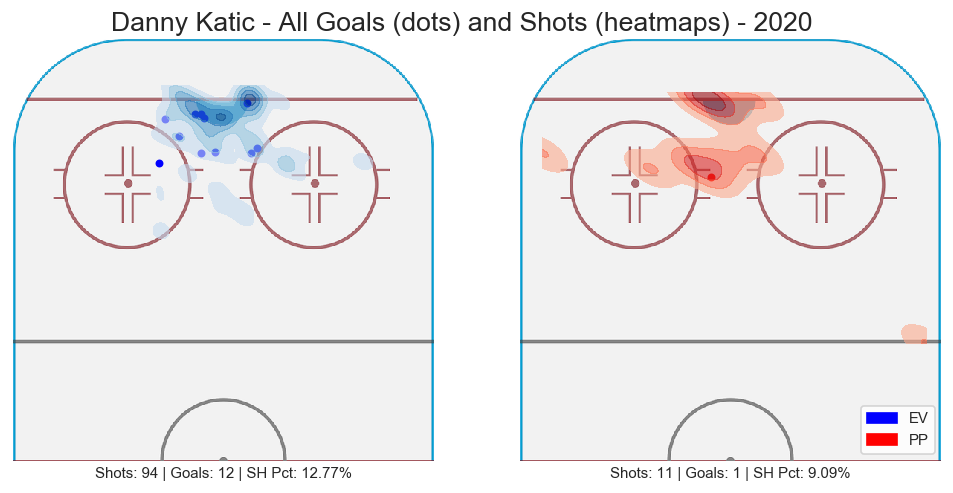 Danny Katic - All Goals (dots) and Shots (heatmaps) - 2020
EV
PP
Shots: 94 | Goals: 12 | SH Pct: 12.77%
Shots: 11 | Goals: 1 | SH Pct: 9.09%